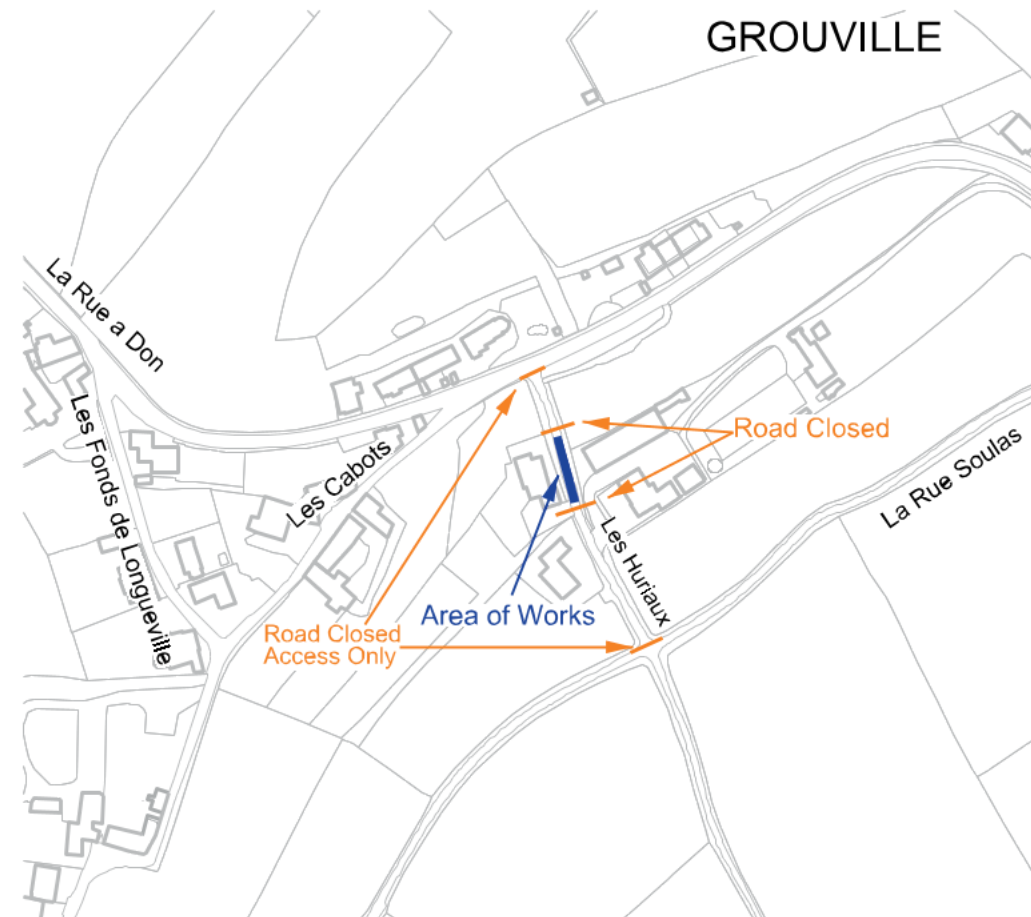 GROUVILLE
La Rue a Don
Les Fonds de Longueville
Les Cabots
Road Closed
La Rue Soulas
Les Huriaux
Area of Works
Road Closed
Access Only